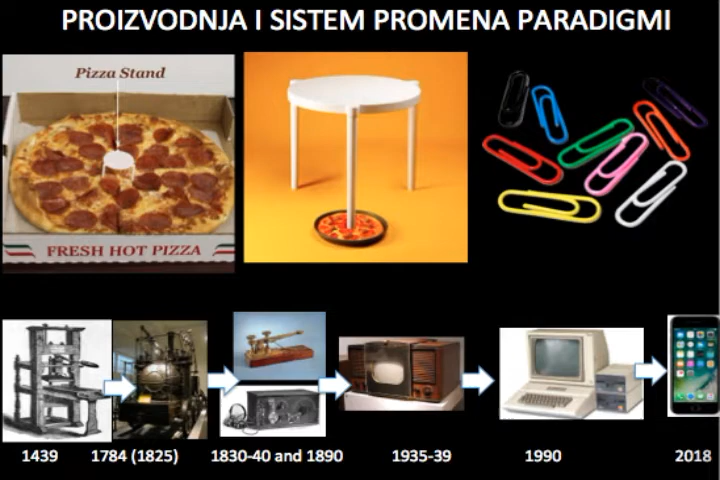 PROIZVODNJA I SISTEM PROMENA PARADIGMI
Pizza Stand
FRESH HOT PIZZA
1439
1784 (1825)
1830-40 and 1890
1935-39
1990
2018